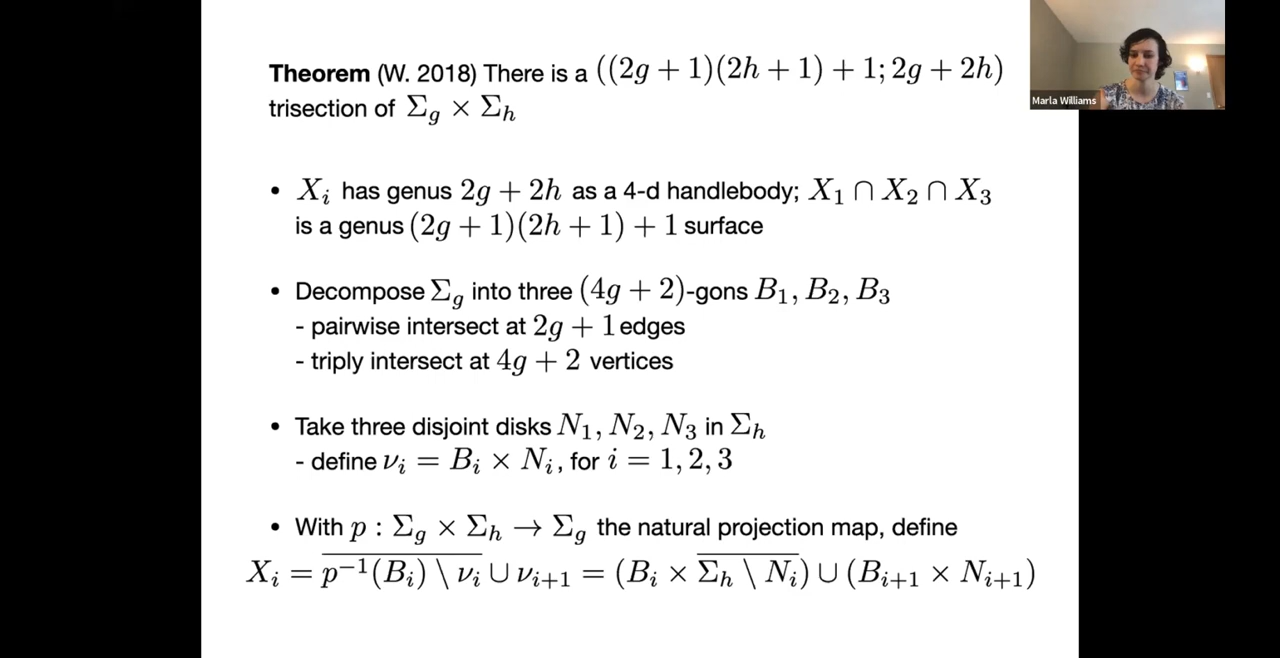 Theorem (W. 2018) There is a ((2g + 1)(2h + 1) + 1; 2g + 2h)
trisection of Σ_g × Σ_h
Marla Williams
• X_i has genus 2g + 2h as a 4-d handlebody; X_1 ∩ X_2 ∩ X_3
is a genus (2g + 1)(2h + 1) + 1 surface
• Decompose Σ_g into three (4g + 2)-gons B_1, B_2, B_3
- pairwise intersect at 2g + 1 edges
- triply intersect at 4g + 2 vertices
• Take three disjoint disks N_1, N_2, N_3 in Σ_h
- define ν_i = B_i × N_i, for i = 1, 2, 3
• With p : Σ_g × Σ_h → Σ_g the natural projection map, define
X_i = \overline{p^{-1}(B_i) \ ν_i} ∪ ν_{i+1} = (B_i × \overline{Σ_h \ N_i}) ∪ (B_{i+1} × N_{i+1})